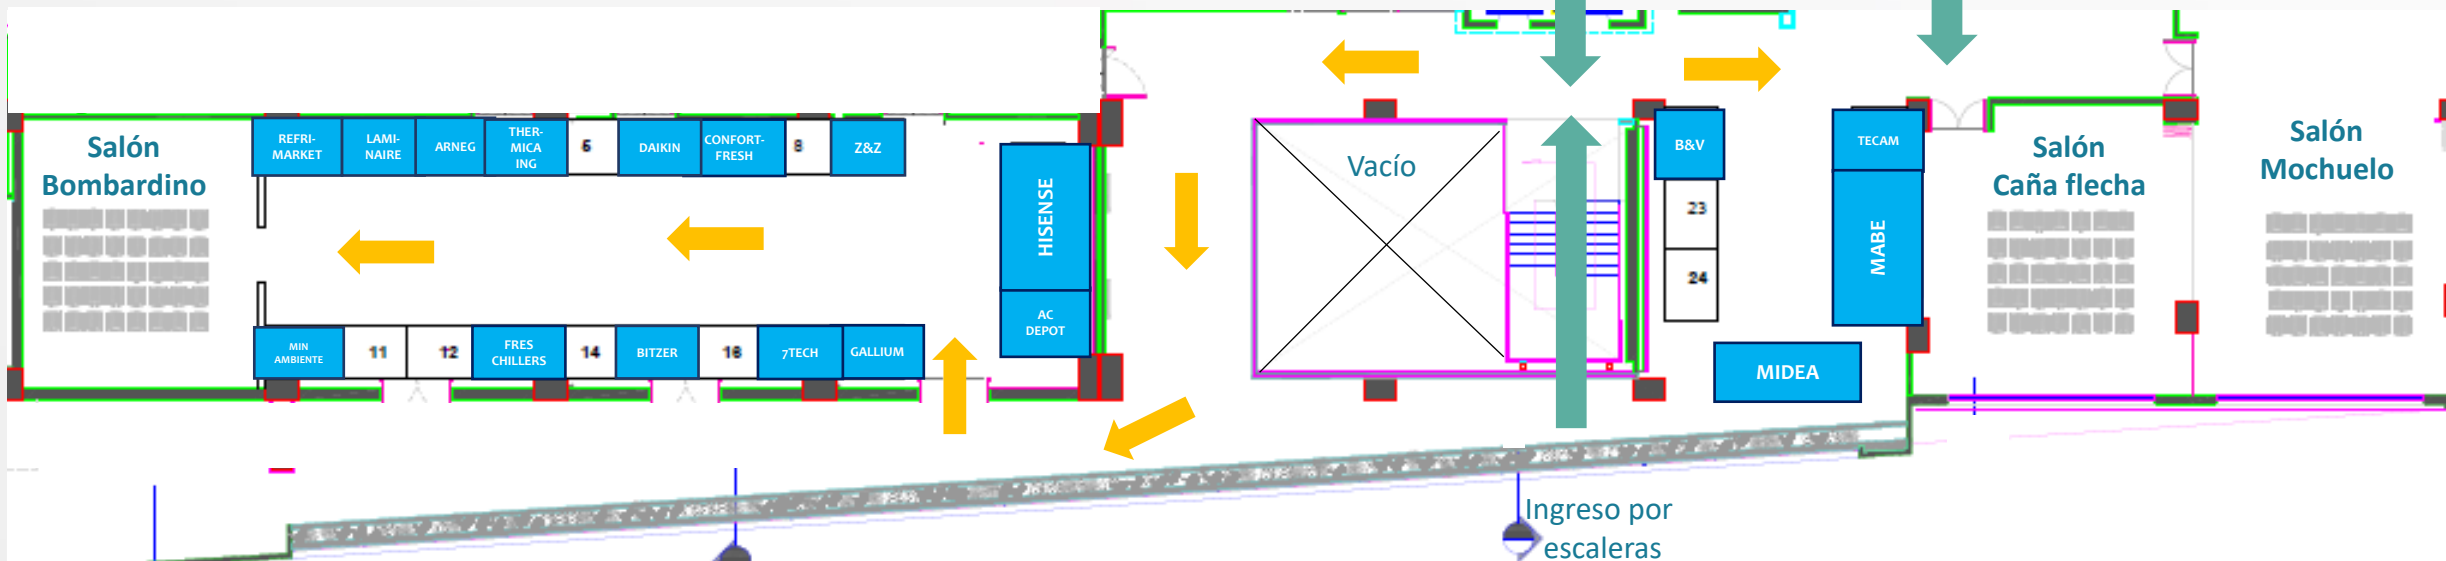 Salón
Bombardino
REFRI-
MARKET
LAMI-
NAIRE
ARNEG
THER-
MICA
ING
5
DAIKIN
CONFORT-
FRESH
8
Z&Z
HISENSE
AC
DEPOT
MIN
AMBIENTE
11
12
FRES
CHILLERS
14
BITZER
16
7TECH
GALLIUM
Vacío
B&V
23
24
TECAM
MABE
MIDEA
Salón
Caña flecha
Salón
Mochuelo
Ingreso por
escaleras